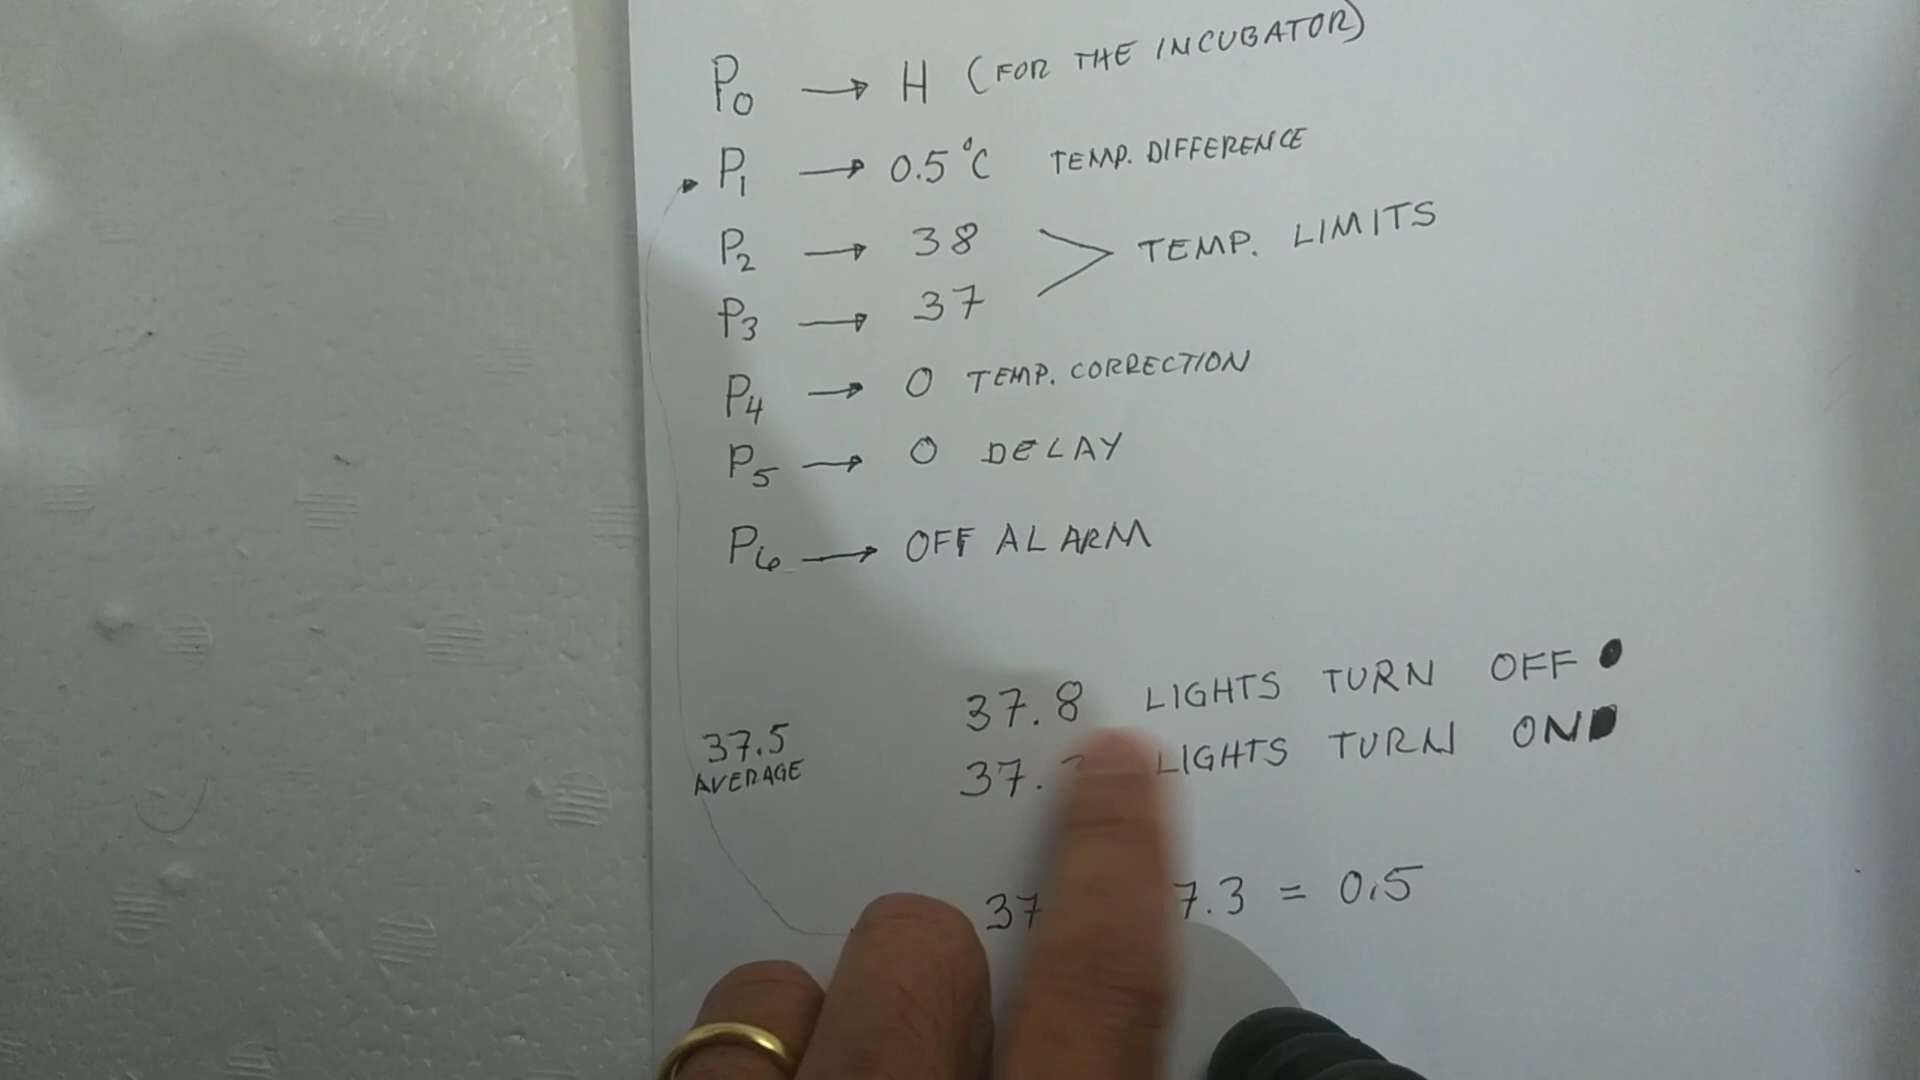 P0 → H (FOR THE INCUBATOR)
P1 → 0.5°C TEMP. DIFFERENCE
P2 → 38
P3 → 37
TEMP. LIMITS
P4 → 0 TEMP. CORRECTION
P5 → 0 DELAY
P6 → OFF ALARM
37.5
AVERAGE
37.8 LIGHTS TURN OFF
37. LIGHTS TURN ON
37 7.3 = 0.5